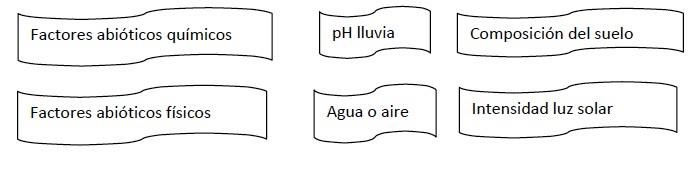 Factores abióticos químicos
pH lluvia
Composición del suelo
Factores abióticos físicos
Agua o aire
Intensidad luz solar